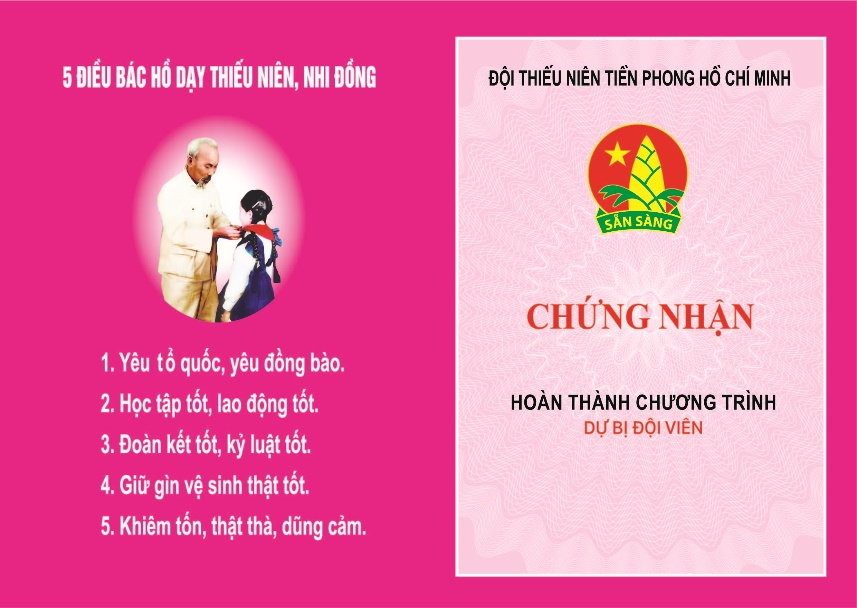 5 ĐIỀU BÁC HỒ DẠY THIẾU NIÊN, NHI ĐỒNG
1. Yêu tổ quốc, yêu đồng bào.
2. Học tập tốt, lao động tốt.
3. Đoàn kết tốt, kỷ luật tốt.
4. Giữ gìn vệ sinh thật tốt.
5. Khiêm tốn, thật thà, dũng cảm.
ĐỘI THIẾU NIÊN TIỀN PHONG HỒ CHÍ MINH
SẴN SÀNG
CHỨNG NHẬN
HOÀN THÀNH CHƯƠNG TRÌNH
DỰ BỊ ĐỘI VIÊN